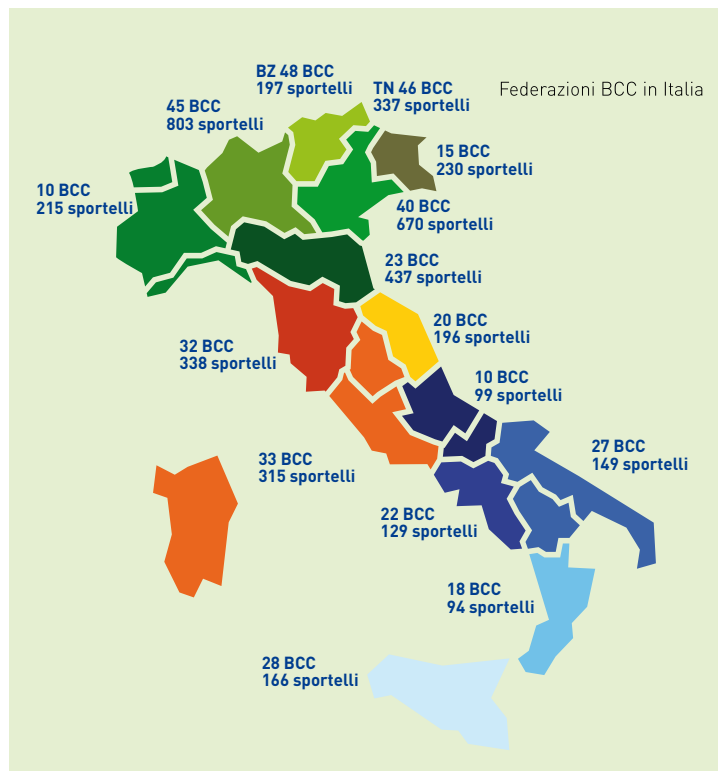 Federazioni BCC in Italia
BZ 48 BCC
197 sportelli
TN 46 BCC
337 sportelli
45 BCC
803 sportelli
15 BCC
230 sportelli
10 BCC
215 sportelli
40 BCC
670 sportelli
23 BCC
437 sportelli
20 BCC
196 sportelli
32 BCC
338 sportelli
10 BCC
99 sportelli
27 BCC
149 sportelli
33 BCC
315 sportelli
22 BCC
129 sportelli
18 BCC
94 sportelli
28 BCC
166 sportelli